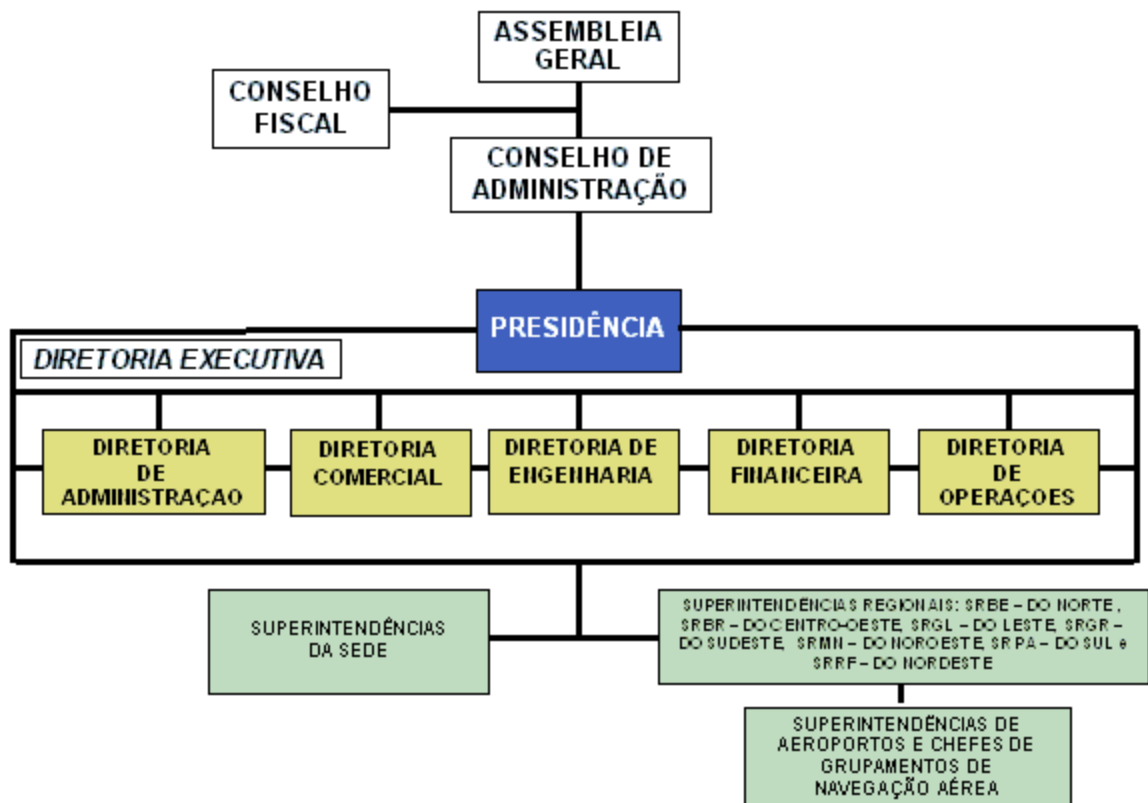 ASSEMBLEIA
GERAL
CONSELHO
FISCAL
CONSELHO DE
ADMINISTRAÇÃO
PRESIDÊNCIA
DIRETORIA EXECUTIVA
DIRETORIA
DE
ADMINISTRAÇAO
DIRETORIA
COMERCIAL
DIRETORIA DE
ENGENHARIA
DIRETORIA
FINANCEIRA
DIRETORIA
DE
OPERAÇOES
SUPERINTENDÊNCIAS
DA SEDE
SUPERINTENDÊNCIAS REGIONAIS: SRBE – DO NORTE,
SRBR – DO CENTRO-OESTE, SRGL – DO LESTE, SRGR –
DO SUDESTE, SRMN – DO NOROESTE, SRPA – DO SUL e
SRRF – DO NORDESTE
SUPERINTENDÊNCIAS DE
AEROPORTOS E CHEFES DE
GRUPAMENTOS DE
NAVEGAÇÃO AÉREA